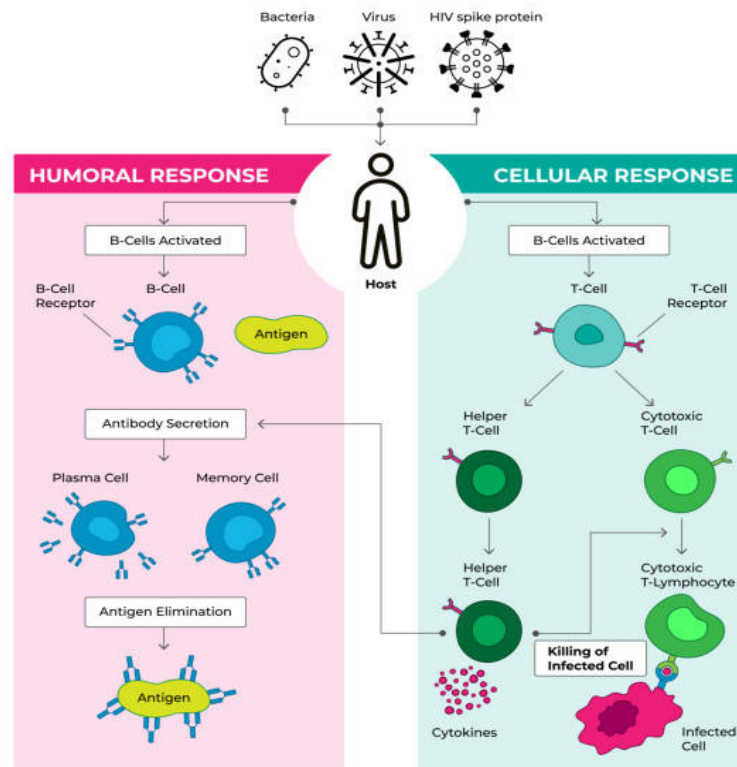 Bacteria
Virus
HIV spike protein
HUMORAL RESPONSE
CELLULAR RESPONSE
Host
B-Cells Activated
B-Cell
Receptor
B-Cell
Antigen
Antibody Secretion
Plasma Cell
Memory Cell
Antigen Elimination
Antigen
B-Cells Activated
T-Cell
T-Cell
Receptor
Helper
T-Cell
Cytotoxic
T-Cell
Helper
T-Cell
Cytotoxic
T-Lymphocyte
Killing of
Infected Cell
Cytokines
Infected
Cell